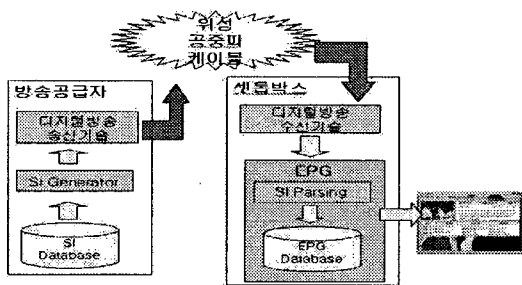 위성
공중파
케이블
방송공급자
디지털방송
송신기술
SI Generator
SI
Database
셋톱박스
디지털방송
수신기술
EPG
SI Parsing
EPG
Database